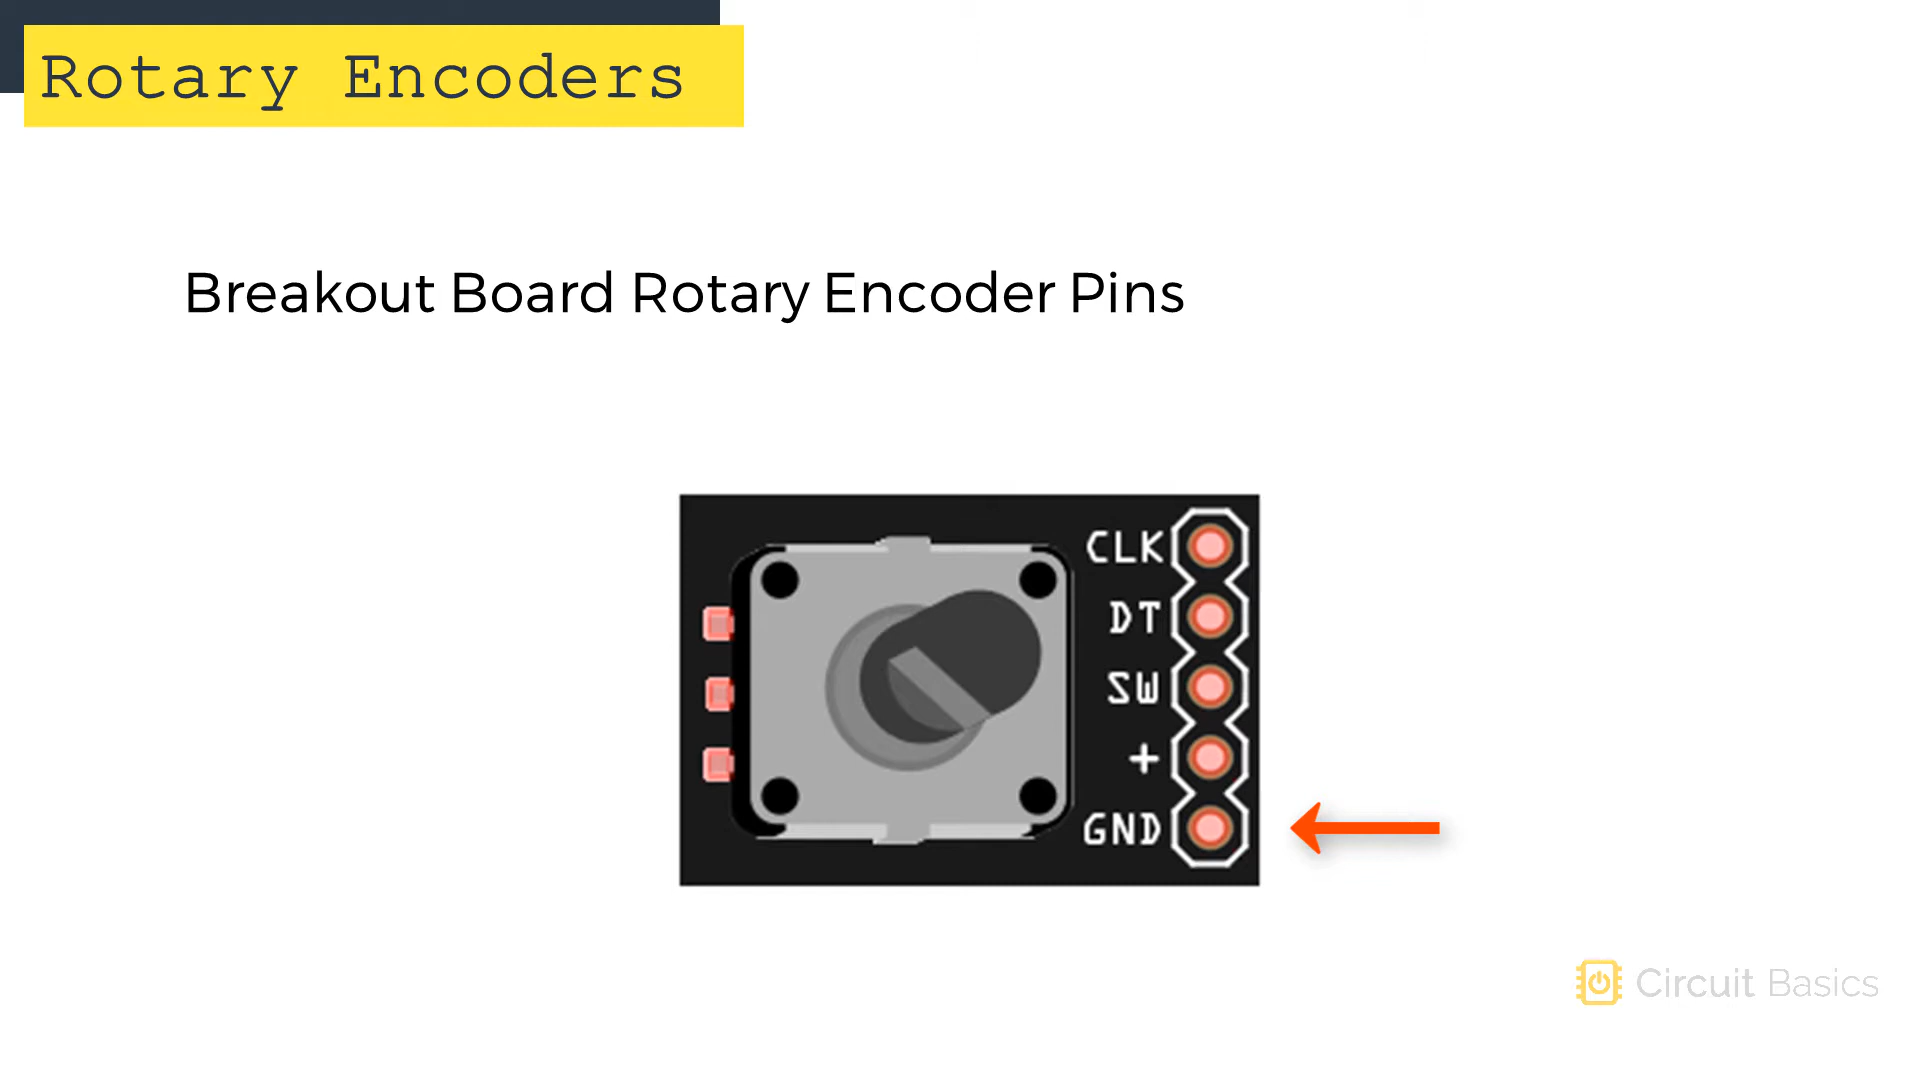 Rotary Encoders
Breakout Board Rotary Encoder Pins
CLK
DT
SW
+
GND
Circuit Basics